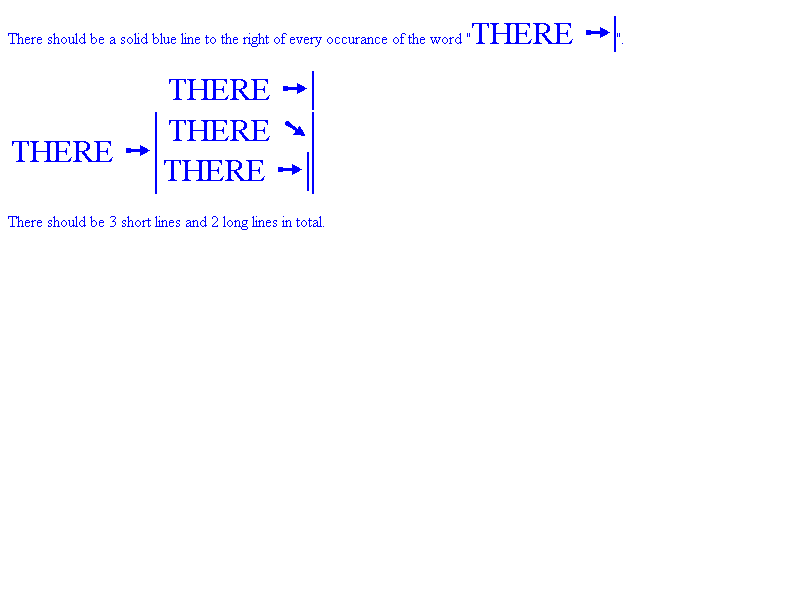 There should be a solid blue line to the right of every occurance of the word "THERE ➙".
THERE ➙
THERE ➘
THERE ➙
THERE ➙
There should be 3 short lines and 2 long lines in total.